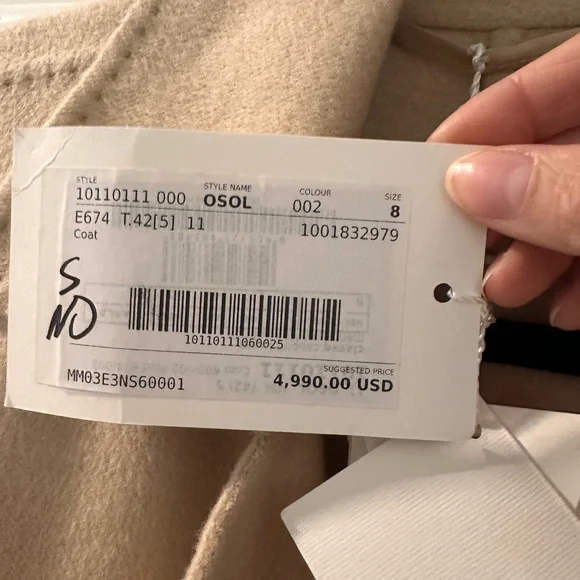 STYLE STYLE NAME COLOUR SIZE
10110111 000 OSOL 002 8
E674 T.42[5] 11 1001832979
Coat
S
NO
10110111060025
SUGGESTED PRICE
MM03E3NS60001 4,990.00 USD